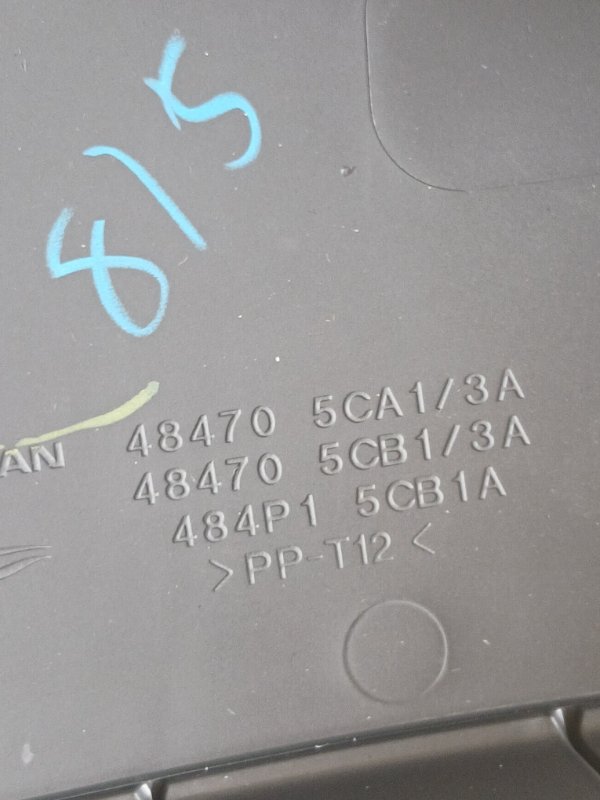 815
AN 48470 5CA1/3A
48470 5CB1/3A
484P1 5CB1A
>PP-T12<